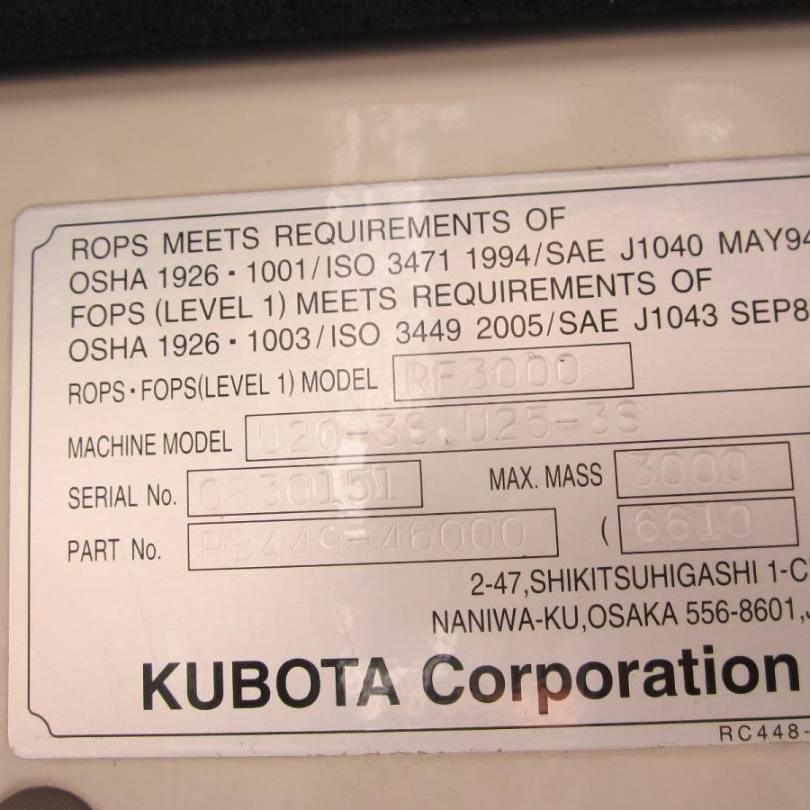 ROPS MEETS REQUIREMENTS OF
OSHA 1926・1001/ISO 3471 1994/SAE J1040 MAY94
FOPS (LEVEL 1) MEETS REQUIREMENTS OF
OSHA 1926・1003/ISO 3449 2005/SAE J1043 SEP8
ROPS・FOPS(LEVEL 1) MODEL RF3000
MACHINE MODEL U20-3S, U25-3S
SERIAL No. 0830151 MAX. MASS 3000
PART No. RB449-46000 ( 6610
2-47,SHIKITSUHIGASHI 1-C
NANIWA-KU,OSAKA 556-8601,J
KUBOTA Corporation
RC448-